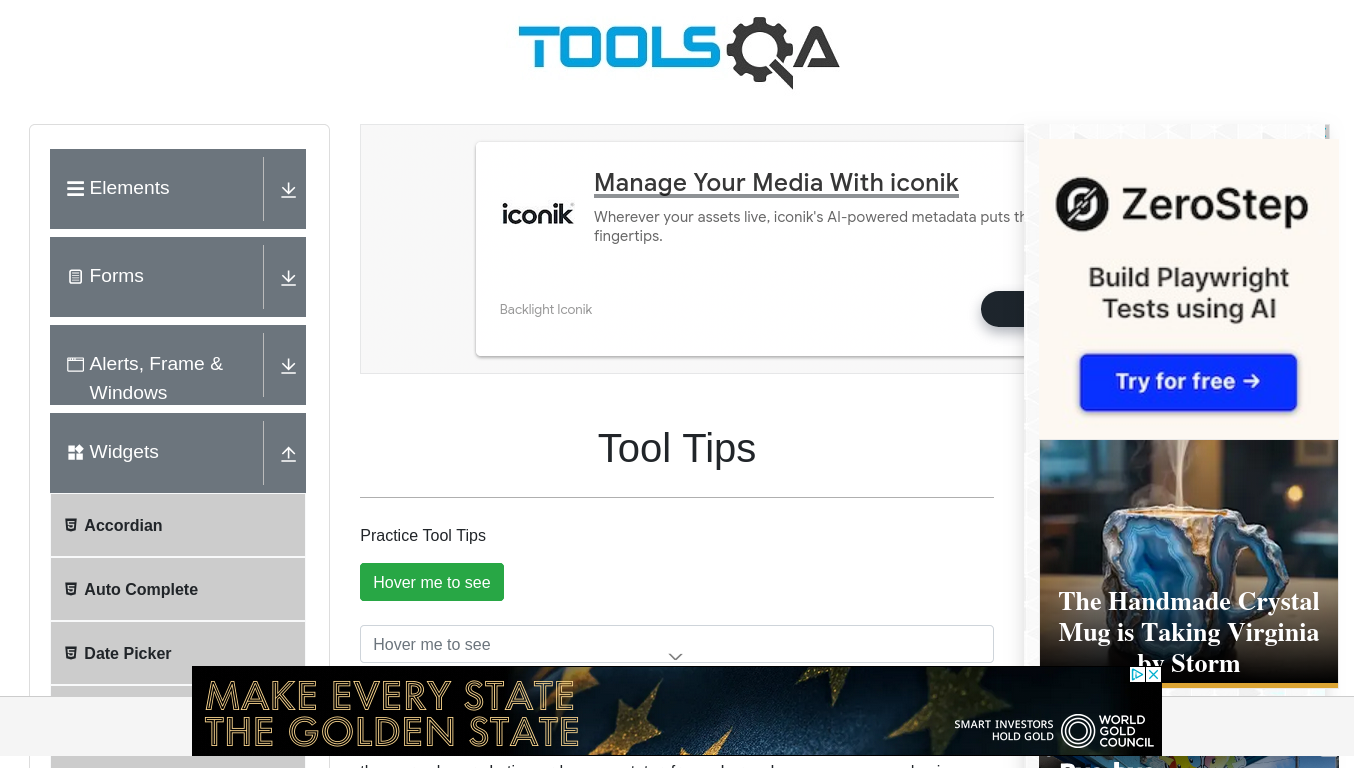 TOOLSQA
Elements
Forms
Alerts, Frame &
Windows
Widgets
Accordian
Auto Complete
Date Picker
iconik
Manage Your Media With iconik
Wherever your assets live, iconik's AI-powered metadata puts
fingertips.
Backlight Iconik
Tool Tips
Practice Tool Tips
Hover me to see
Hover me to see
ZeroStep
Build Playwright
Tests using AI
Try for free →
The Handmade Crystal
Mug is Taking Virginia
by Storm
MAKE EVERY STATE
THE GOLDEN STATE
SMART INVESTORS
HOLD GOLD
WORLD
GOLD
COUNCIL